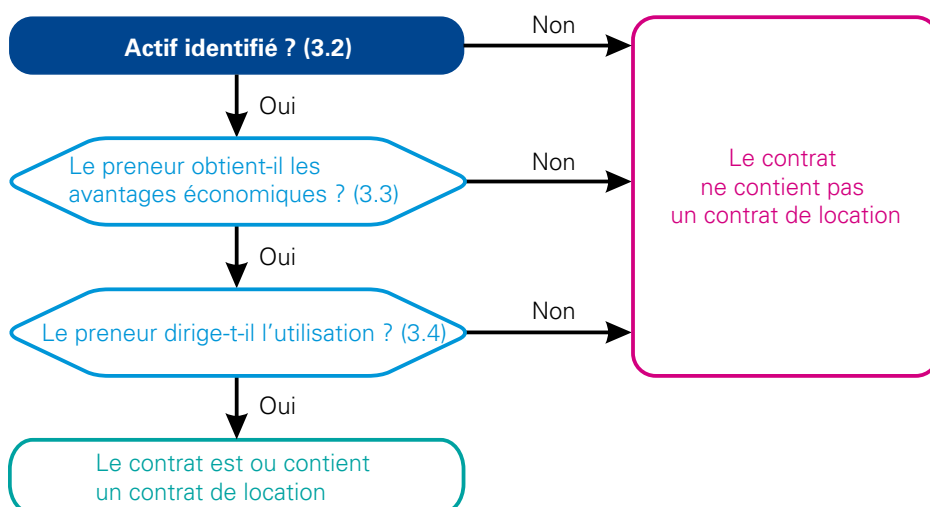 Actif identifié ? (3.2)
Non
Oui
Le preneur obtient-il les
avantages économiques ? (3.3)
Non
Le contrat
ne contient pas
un contrat de location
Oui
Le preneur dirige-t-il l'utilisation ? (3.4)
Non
Oui
Le contrat est ou contient
un contrat de location